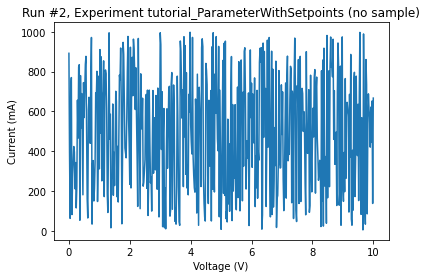 Run #2, Experiment tutorial_ParameterWithSetpoints (no sample)
1000
800
600
400
200
0
Current (mA)
0 2 4 6 8 10
Voltage (V)